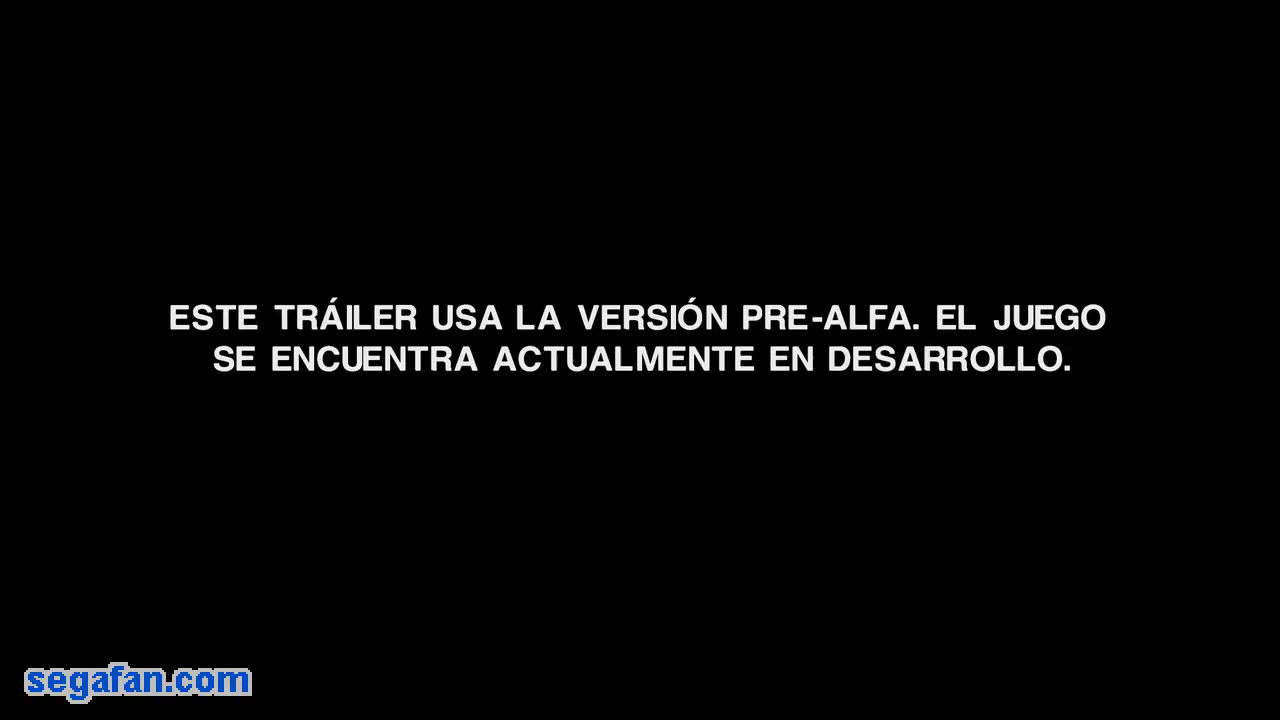 ESTE TRÁILER USA LA VERSIÓN PRE-ALFA. EL JUEGO
SE ENCUENTRA ACTUALMENTE EN DESARROLLO.
segafan.com